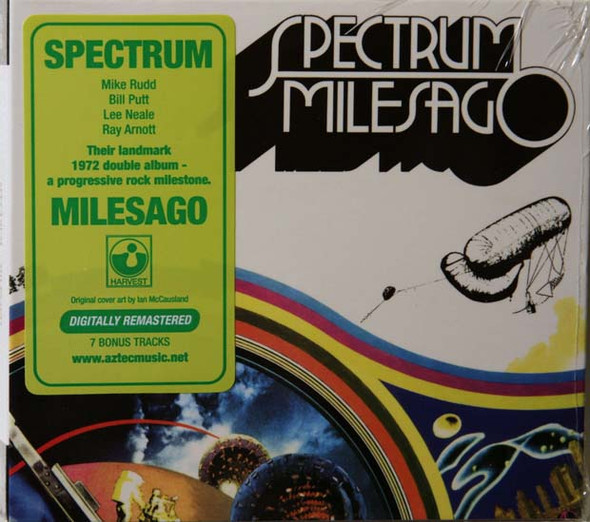 SPECTRUM
Mike Rudd
Bill Putt
Lee Neale
Ray Arnott
Their landmark
1972 double album -
a progressive rock milestone.
MILESAGO
HARVEST
Original cover art by Ian McCausland
DIGITALLY REMASTERED
7 BONUS TRACKS
www.aztecmusic.net
SPECTRUM
MILESAGO